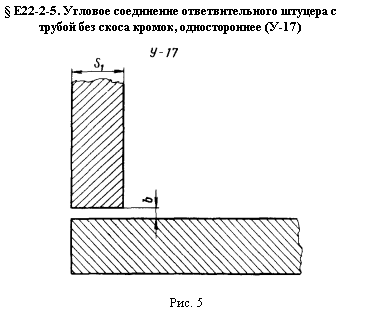 § Е22-2-5. Угловое соединение ответвительного штуцера с
трубой без скоса кромок, одностороннее (У-17)
У-17
S₁
b
Рис. 5